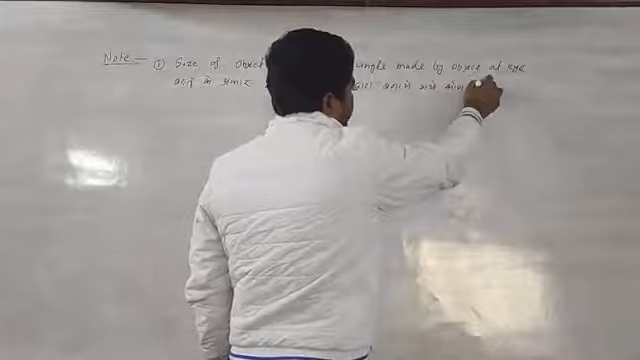 Note:- ① Size of object angle made by object at eye
वस्तु के आकार द्वारा बनाये गये कोण